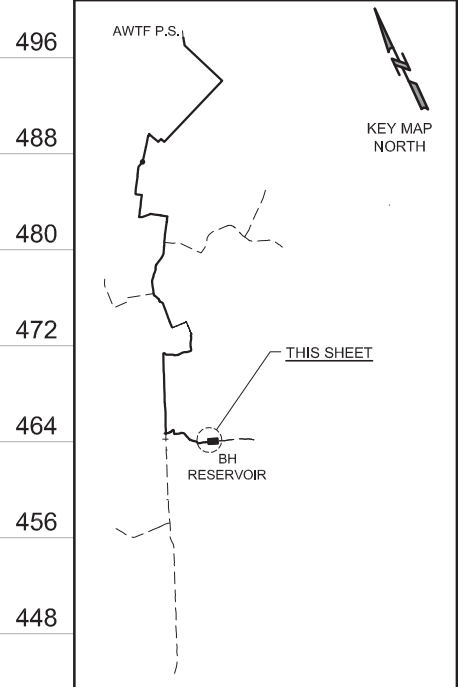 496
AWTF P.S.
N
KEY MAP
NORTH
488
480
472
THIS SHEET
464
BH
RESERVOIR
456
448